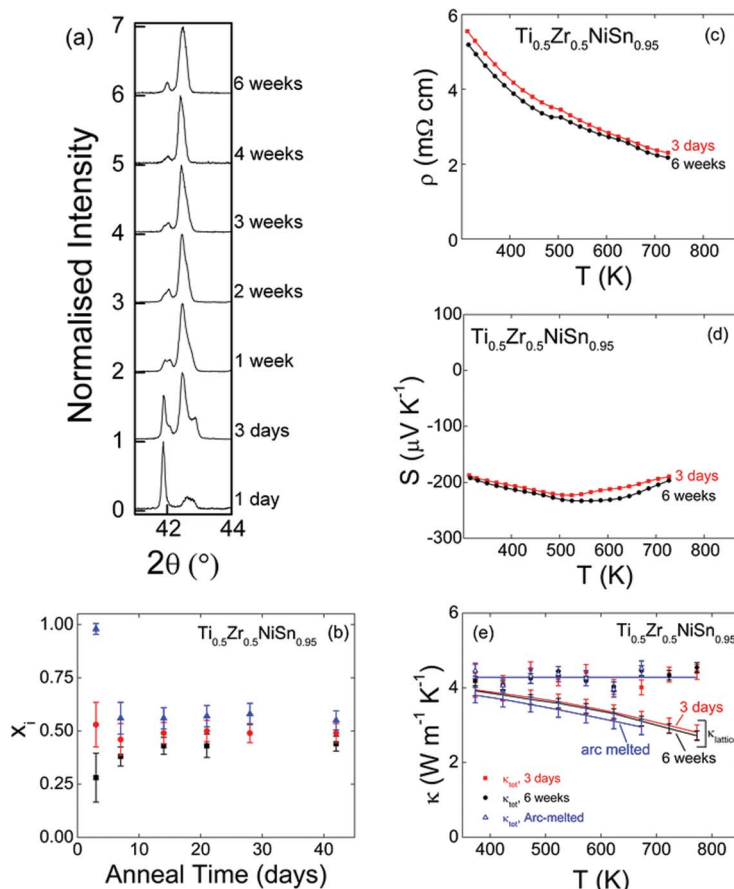 (a)
7
6
5
4
3
2
1
0
Normalised Intensity
6 weeks
4 weeks
3 weeks
2 weeks
1 week
3 days
1 day
42 44
2θ (°)
Ti0.5Zr0.5NiSn0.95 (c)
6
4
2
0
ρ (mΩ cm)
3 days
6 weeks
400 500 600 700 800
T (K)
100
0
-100
-200
-300
S (μV K-1)
Ti0.5Zr0.5NiSn0.95 (d)
3 days
6 weeks
400 500 600 700 800
T (K)
1.00
0.75
0.50
0.25
0.00
xi
Ti0.5Zr0.5NiSn0.95 (b)
0 10 20 30 40
Anneal Time (days)
6
4
2
0
κ (W m-1 K-1)
(e) Ti0.5Zr0.5NiSn0.95
3 days
κlattice
6 weeks
arc melted
κtot, 3 days
κtot, 6 weeks
κtot, Arc-melted
400 500 600 700 800
T (K)